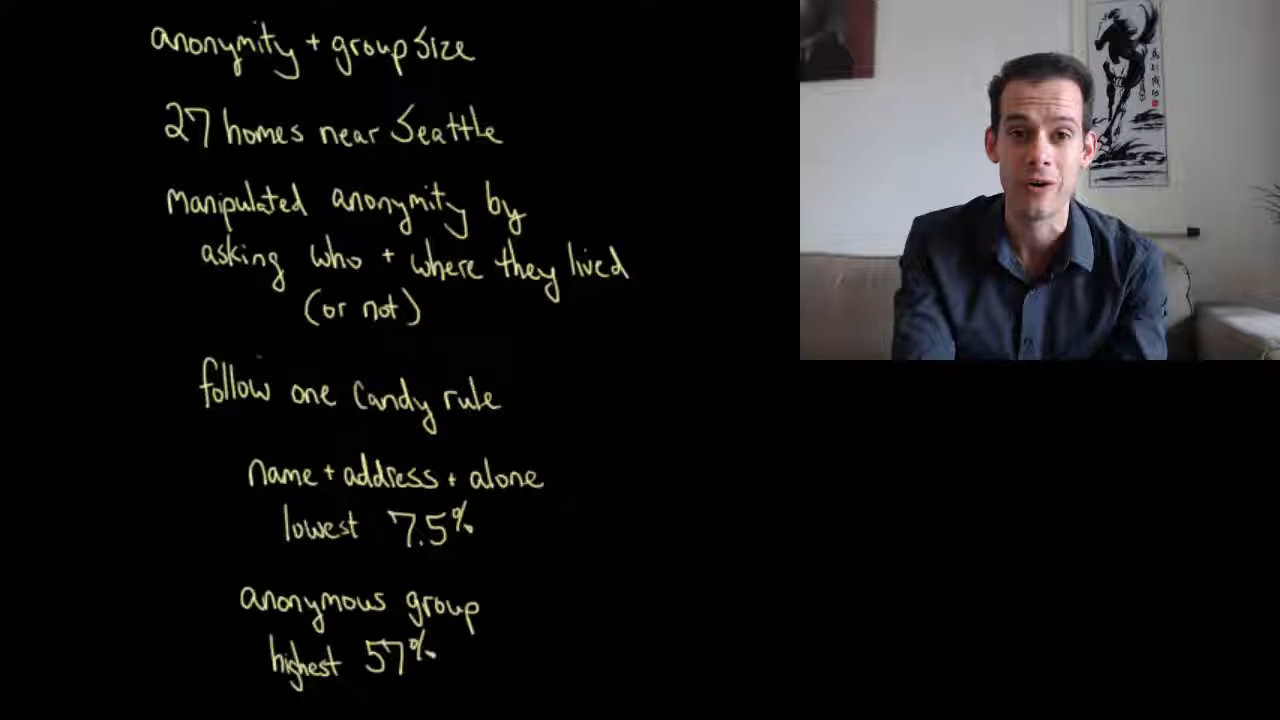 anonymity + group size
27 homes near Seattle
manipulated anonymity by
asking who + where they lived
(or not)
follow one candy rule
name + address + alone
lowest 7.5%
anonymous group
highest 57%